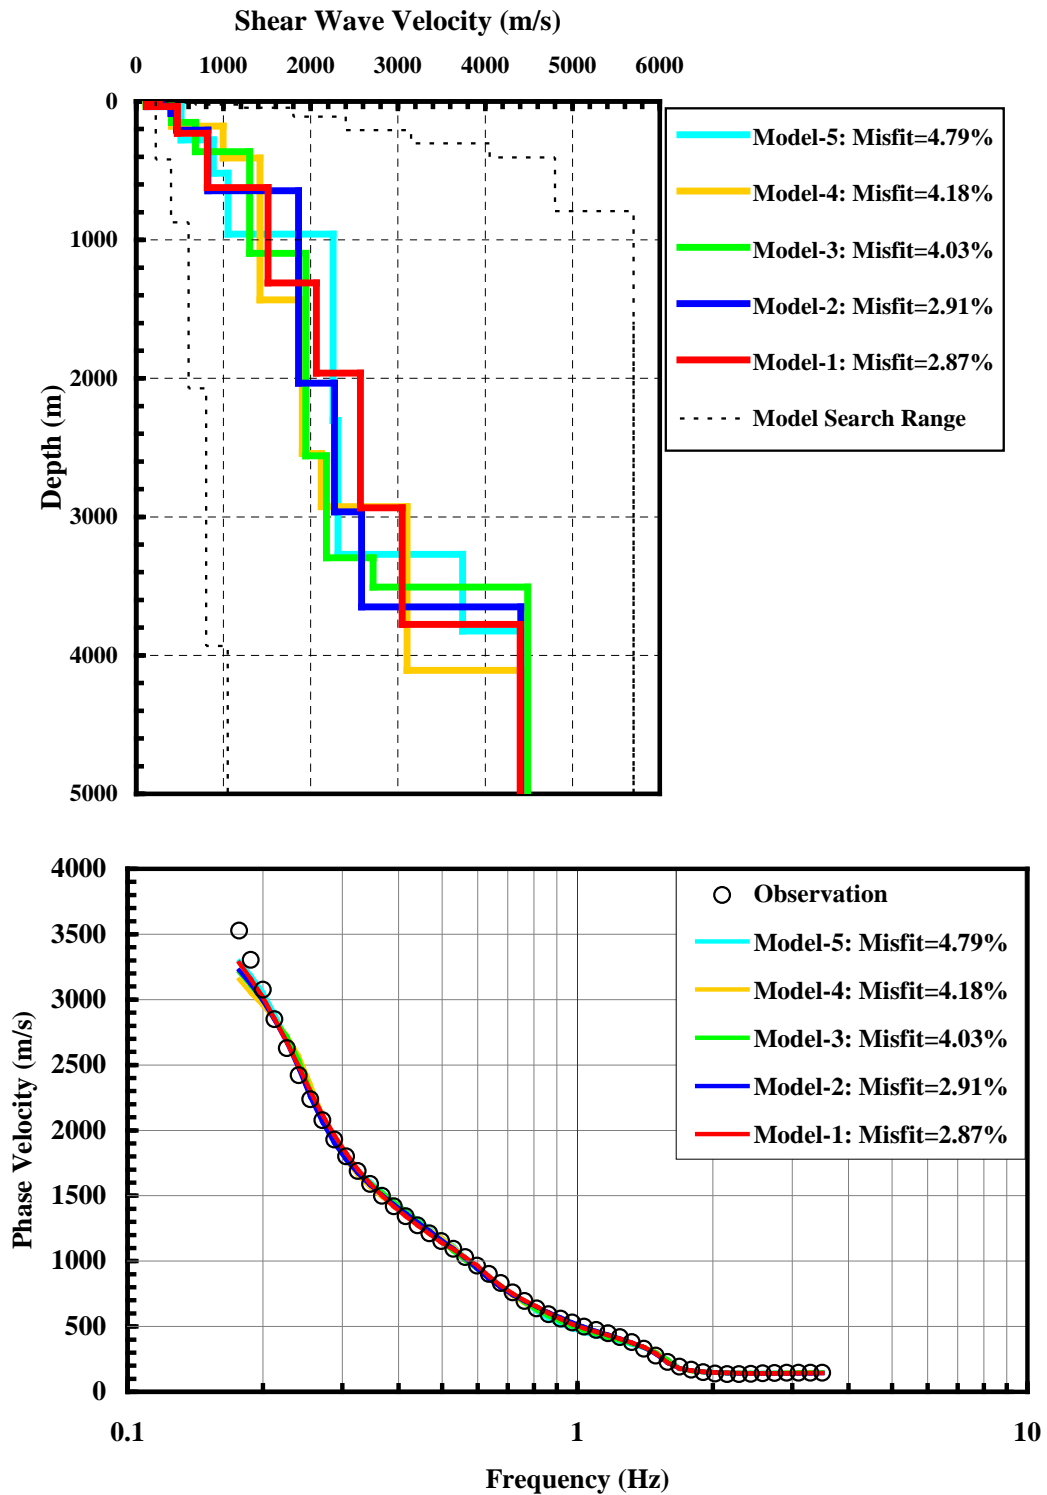 Shear Wave Velocity (m/s)
0 1000 2000 3000 4000 5000 6000
0
1000
2000
3000
4000
5000
Depth (m)
Model-5: Misfit=4.79%
Model-4: Misfit=4.18%
Model-3: Misfit=4.03%
Model-2: Misfit=2.91%
Model-1: Misfit=2.87%
Model Search Range
4000
3500
3000
2500
2000
1500
1000
500
0
Phase Velocity (m/s)
Observation
Model-5: Misfit=4.79%
Model-4: Misfit=4.18%
Model-3: Misfit=4.03%
Model-2: Misfit=2.91%
Model-1: Misfit=2.87%
0.1 1 10
Frequency (Hz)